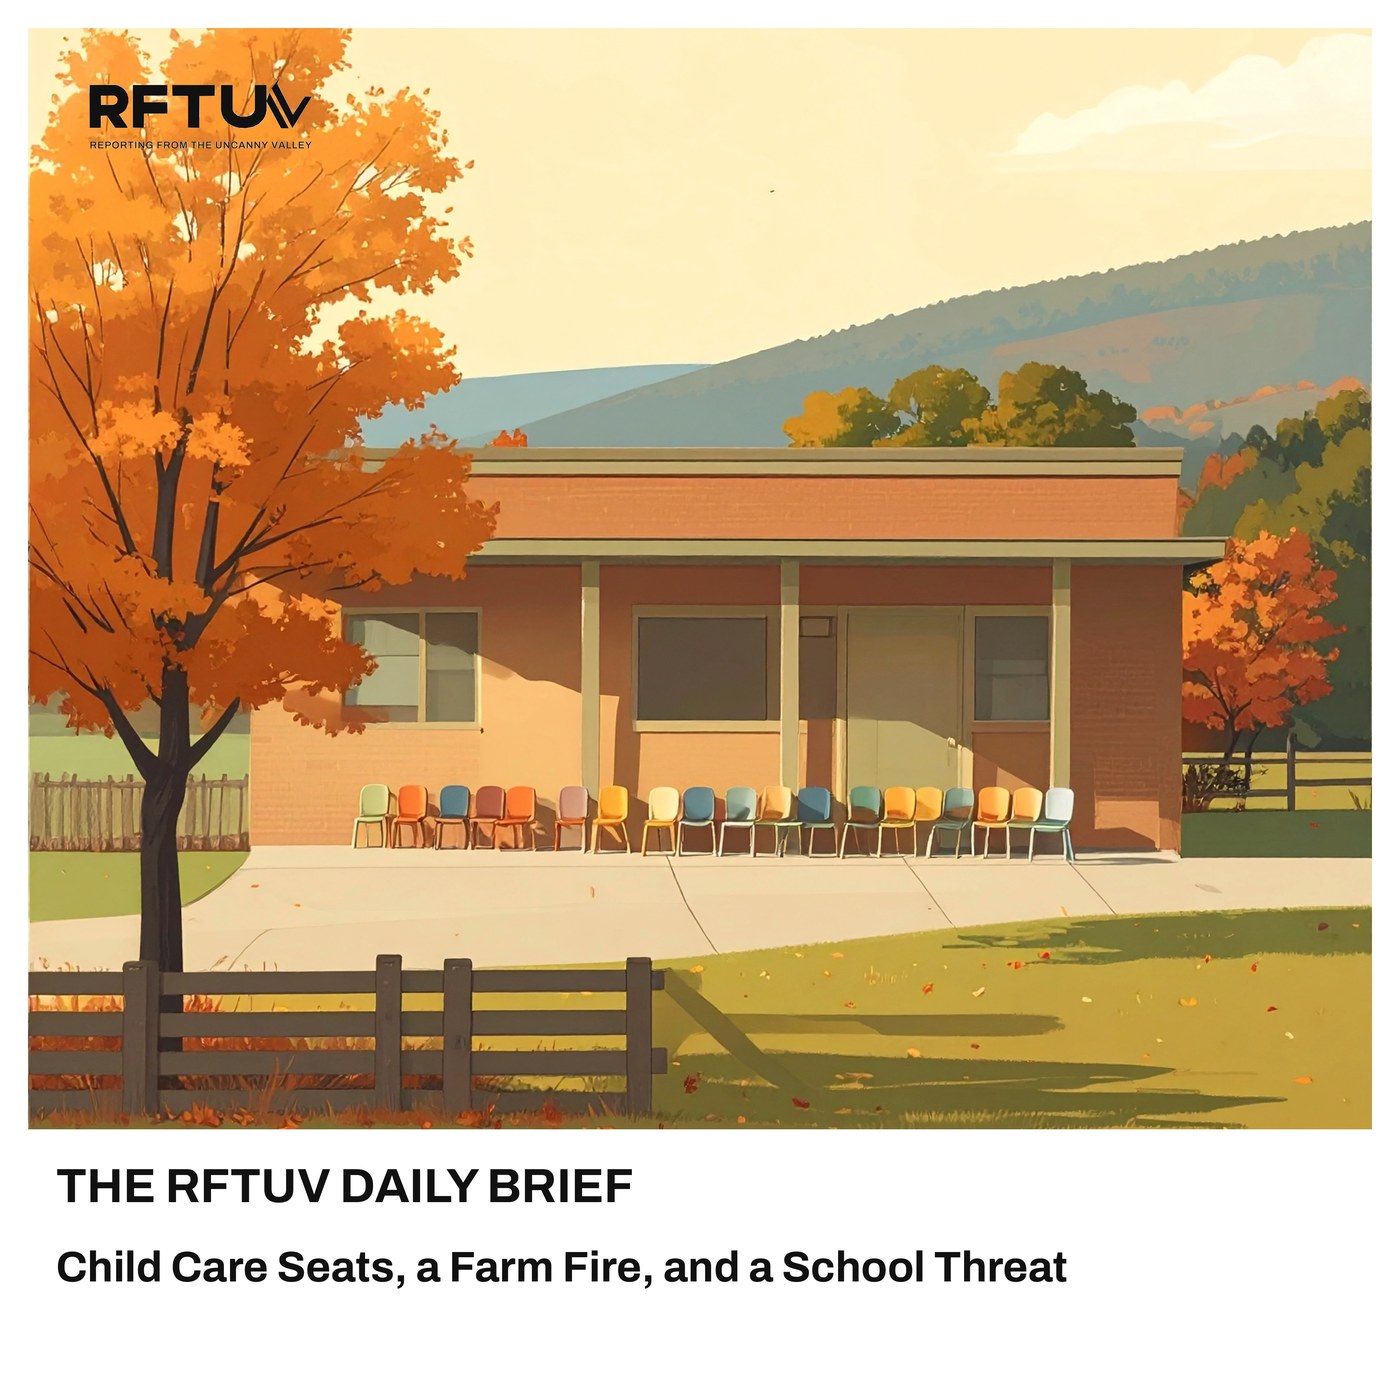 RFTUV
REPORTING FROM THE UNCANNY VALLEY
THE RFTUV DAILY BRIEF
Child Care Seats, a Farm Fire, and a School Threat